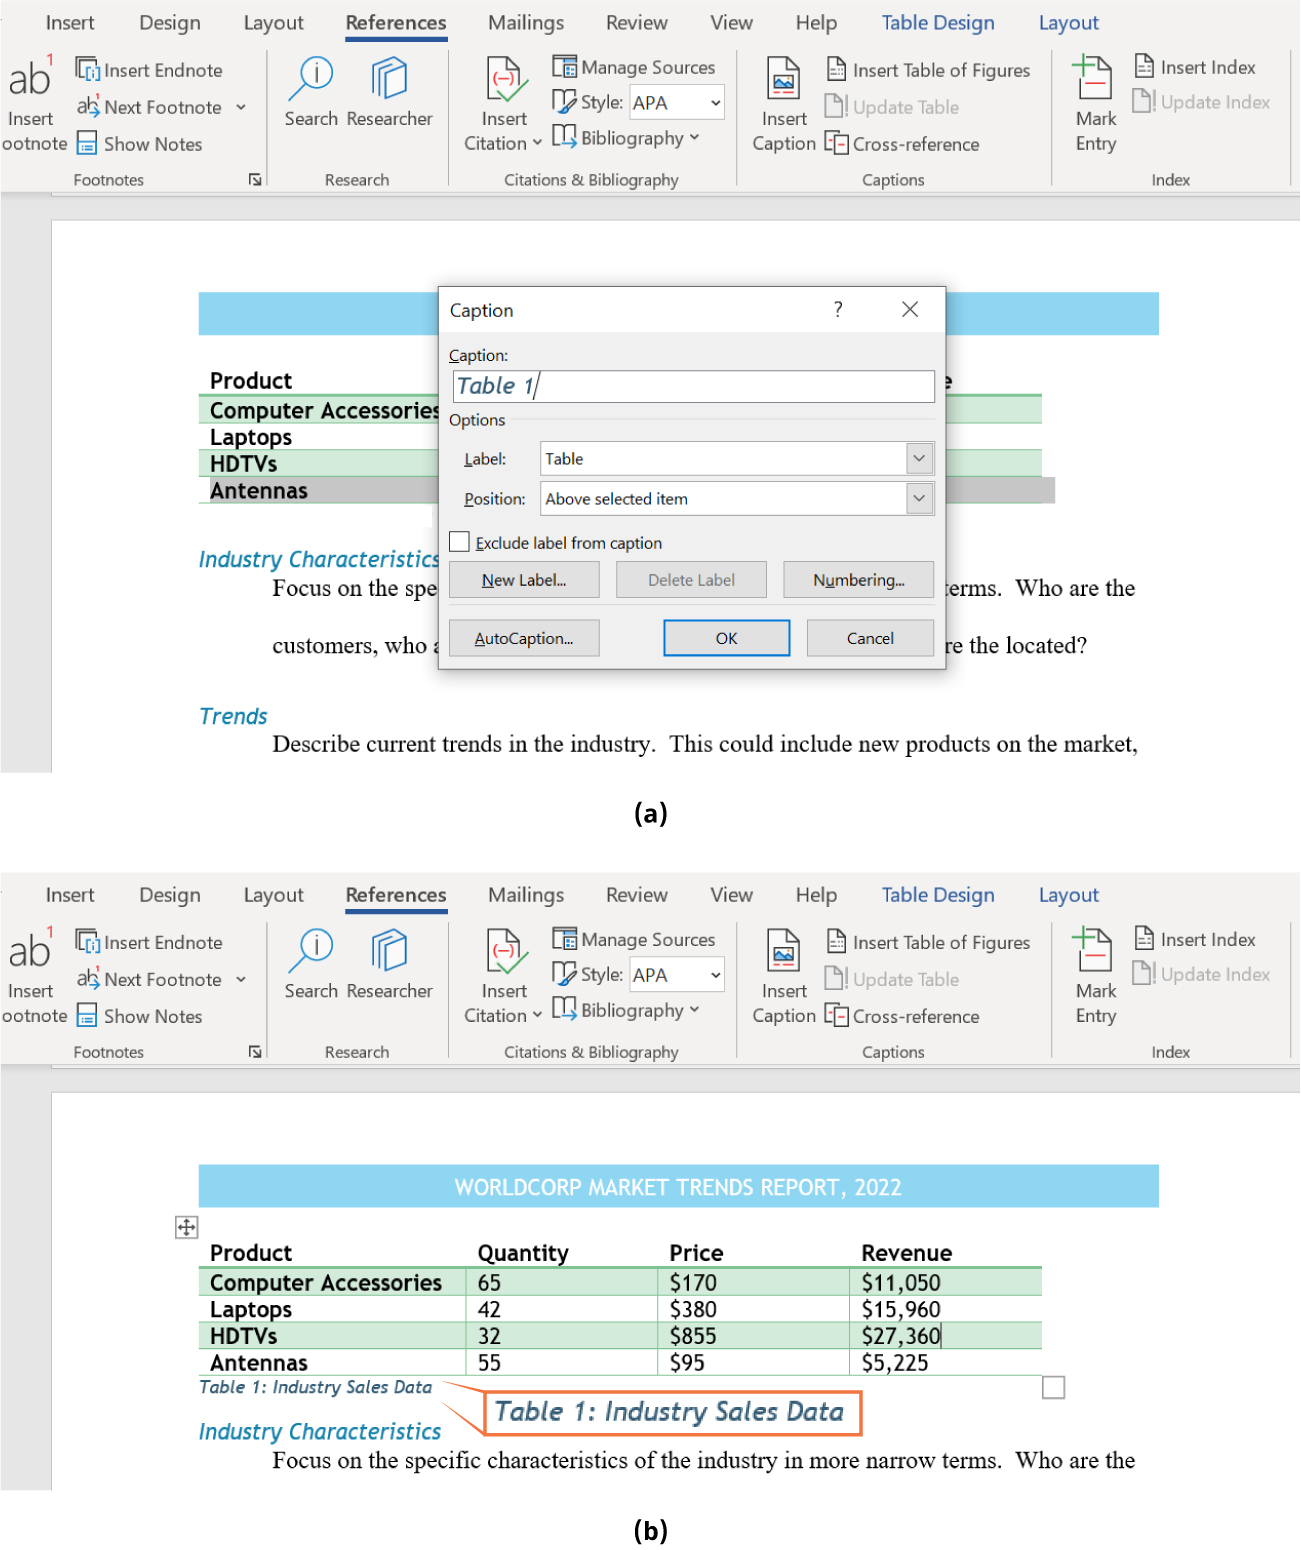 Insert Design Layout References Mailings Review View Help Table Design Layout
ab1 Insert Endnote Manage Sources Insert Table of Figures Insert Index
Next Footnote Style: APA Update Table Update Index
Insert Search Researcher Insert Insert Mark
ootnote Show Notes Citation Bibliography Caption Cross-reference Entry
Footnotes Research Citations & Bibliography Captions Index
Caption ?
Caption:
Product e
Table 1
Computer Accessories
Options
Laptops
Label: Table
HDTVs
Antennas
Position: Above selected item
Exclude label from caption
Industry Characteristics
New Label... Delete Label Numbering...
Focus on the spe terms. Who are the
AutoCaption... OK Cancel
customers, who a re the located?
Trends
Describe current trends in the industry. This could include new products on the market,
(a)
Insert Design Layout References Mailings Review View Help Table Design Layout
ab1 Insert Endnote Manage Sources Insert Table of Figures Insert Index
Next Footnote Style: APA Update Table Update Index
Insert Search Researcher Insert Insert Mark
ootnote Show Notes Citation Bibliography Caption Cross-reference Entry
Footnotes Research Citations & Bibliography Captions Index
WORLDCORP MARKET TRENDS REPORT, 2022
Product Quantity Price Revenue
Computer Accessories 65 $170 $11,050
Laptops 42 $380 $15,960
HDTVs 32 $855 $27,360
Antennas 55 $95 $5,225
Table 1: Industry Sales Data
Table 1: Industry Sales Data
Industry Characteristics
Focus on the specific characteristics of the industry in more narrow terms. Who are the
(b)